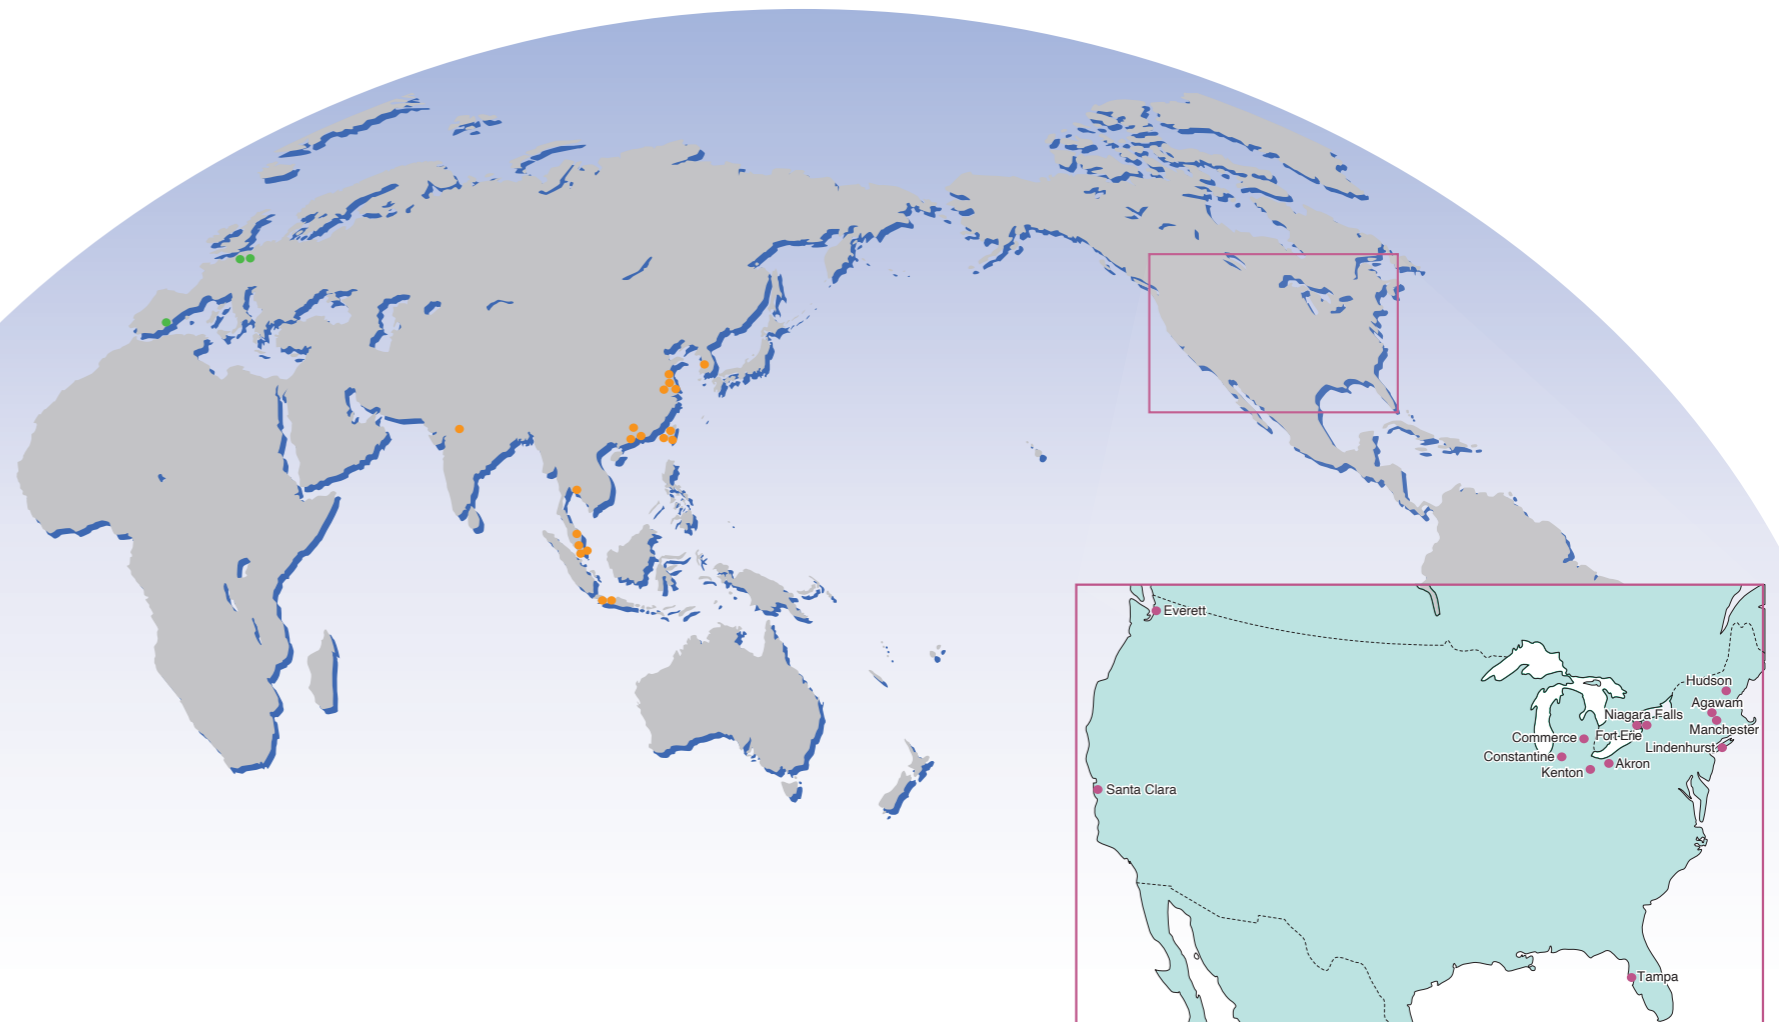 Everett
Hudson
Agawam
Niagara Falls
Manchester
Fort-Erie
Commerce
Lindenhurst
Constantine
Akron
Kenton
Santa Clara
Tampa